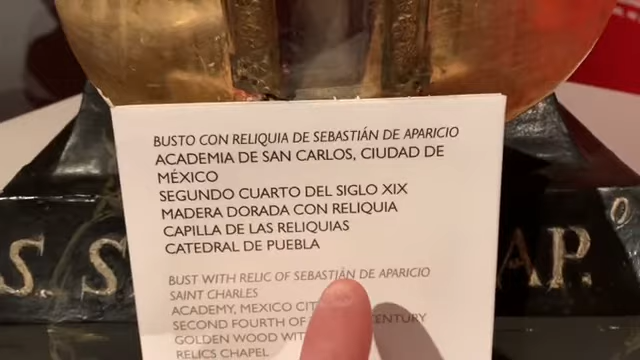 BUSTO CON RELIQUIA DE SEBASTIÁN DE APARICIO
ACADEMIA DE SAN CARLOS, CIUDAD DE
MÉXICO
SEGUNDO CUARTO DEL SIGLO XIX
MADERA DORADA CON RELIQUIA
CAPILLA DE LAS RELIQUIAS
CATEDRAL DE PUEBLA
BUST WITH RELIC OF SEBASTIÁN DE APARICIO
SAINT CHARLES
ACADEMY, MEXICO
SECOND FOURTH OF
GOLDEN WOOD
RELICS CHAPEL
S. S. AP. O